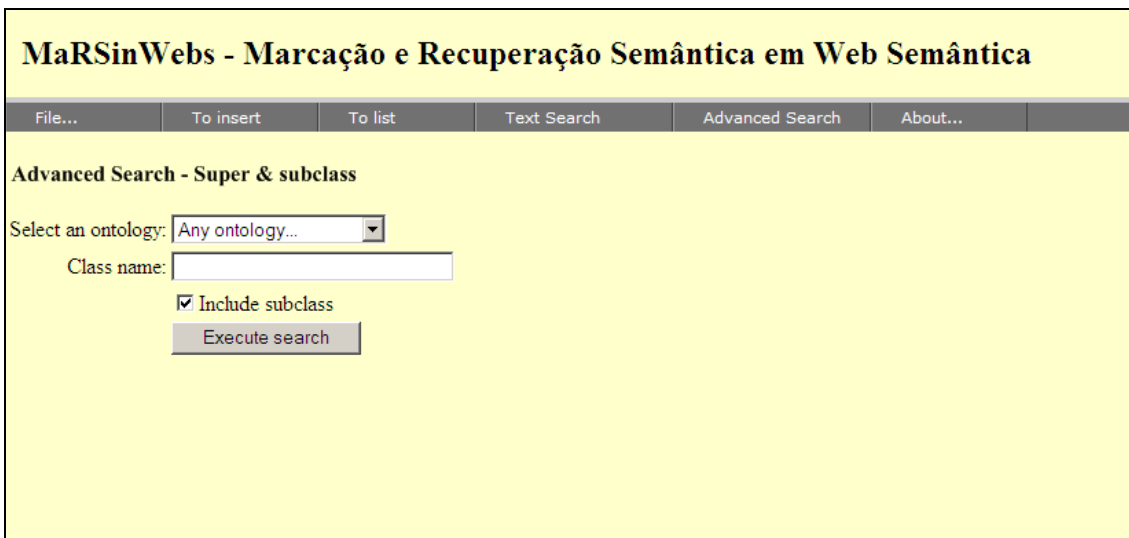 MaRSinWebs - Marcação e Recuperação Semântica em Web Semântica
File... To insert To list Text Search Advanced Search About...
Advanced Search - Super & subclass
Select an ontology: Any ontology...
Class name:
Include subclass
Execute search